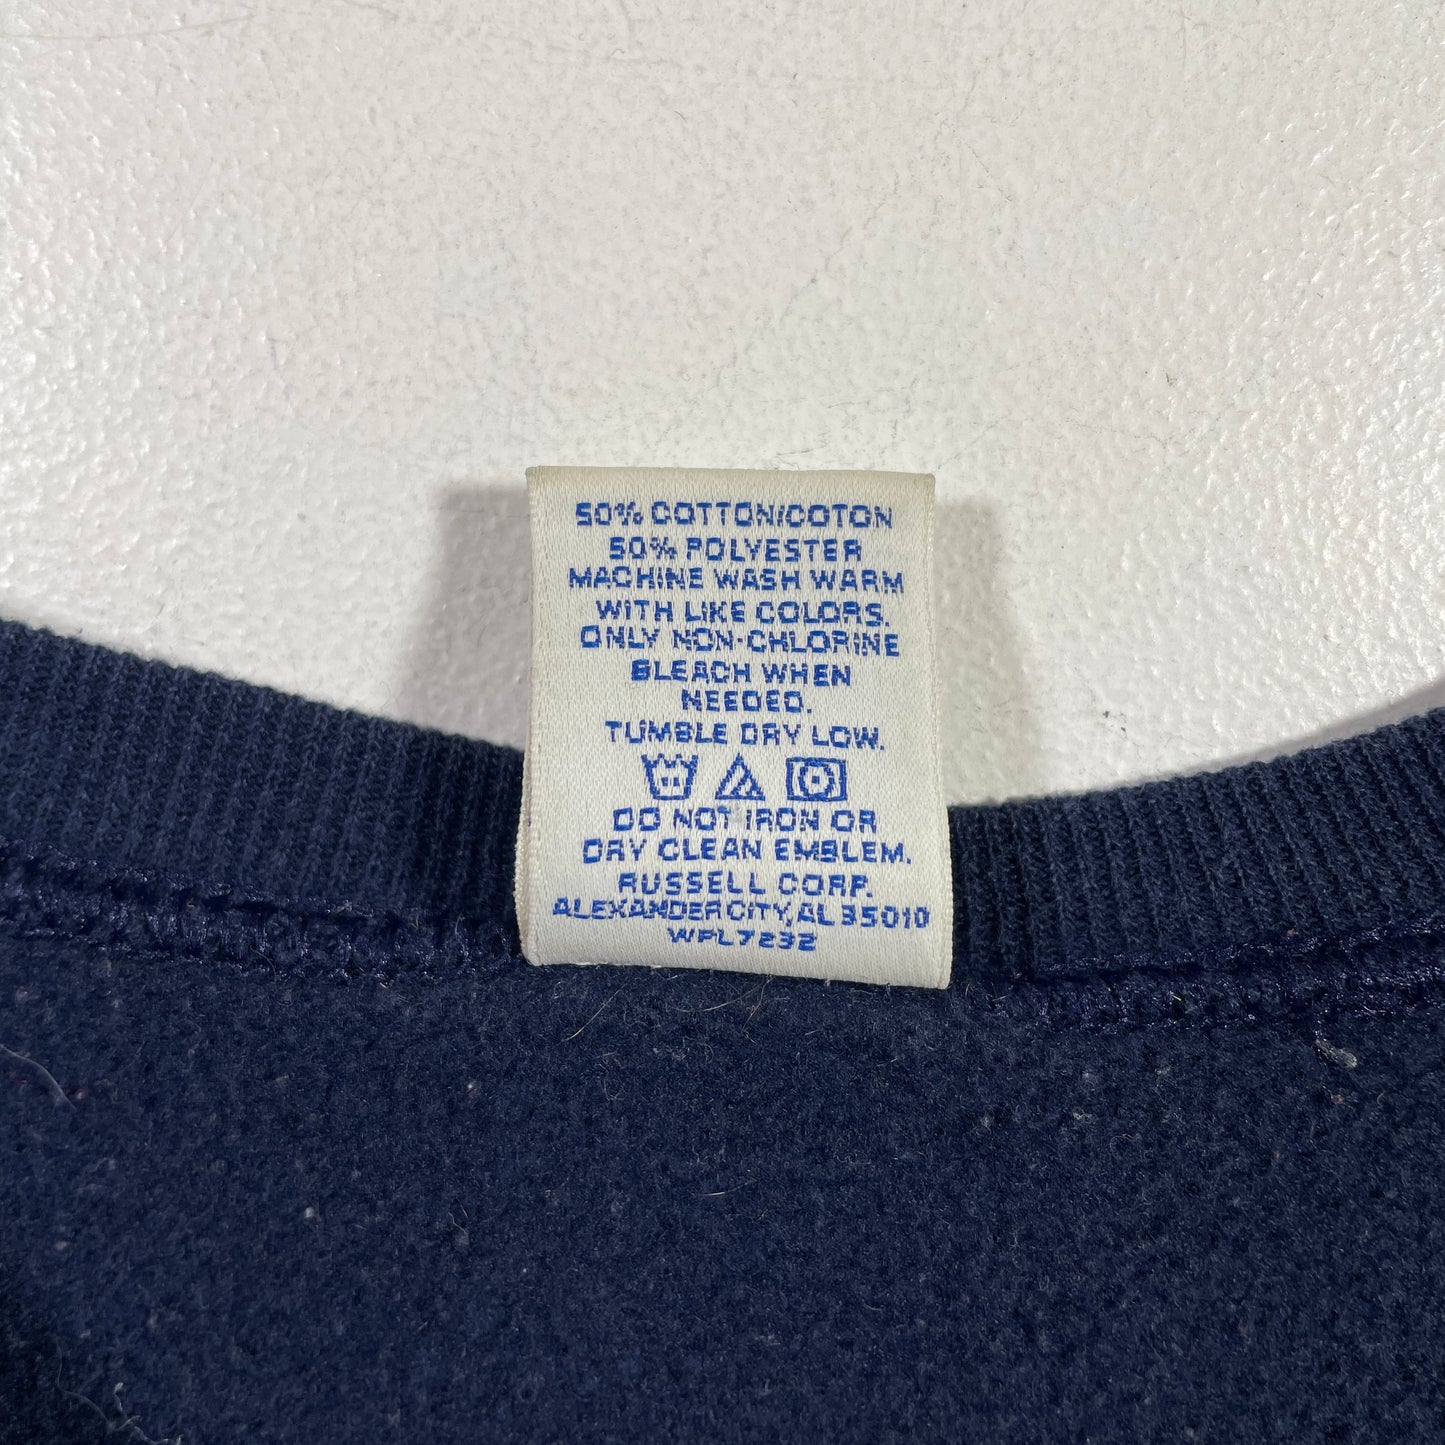 50% COTTON/COTON
50% POLYESTER
MACHINE WASH WARM
WITH LIKE COLORS.
ONLY NON-CHLORINE
BLEACH WHEN
NEEDED.
TUMBLE DRY LOW.
DO NOT IRON OR
DRY CLEAN EMBLEM.
RUSSELL CORP.
ALEXANDER CITY, AL 35010
WPL7232